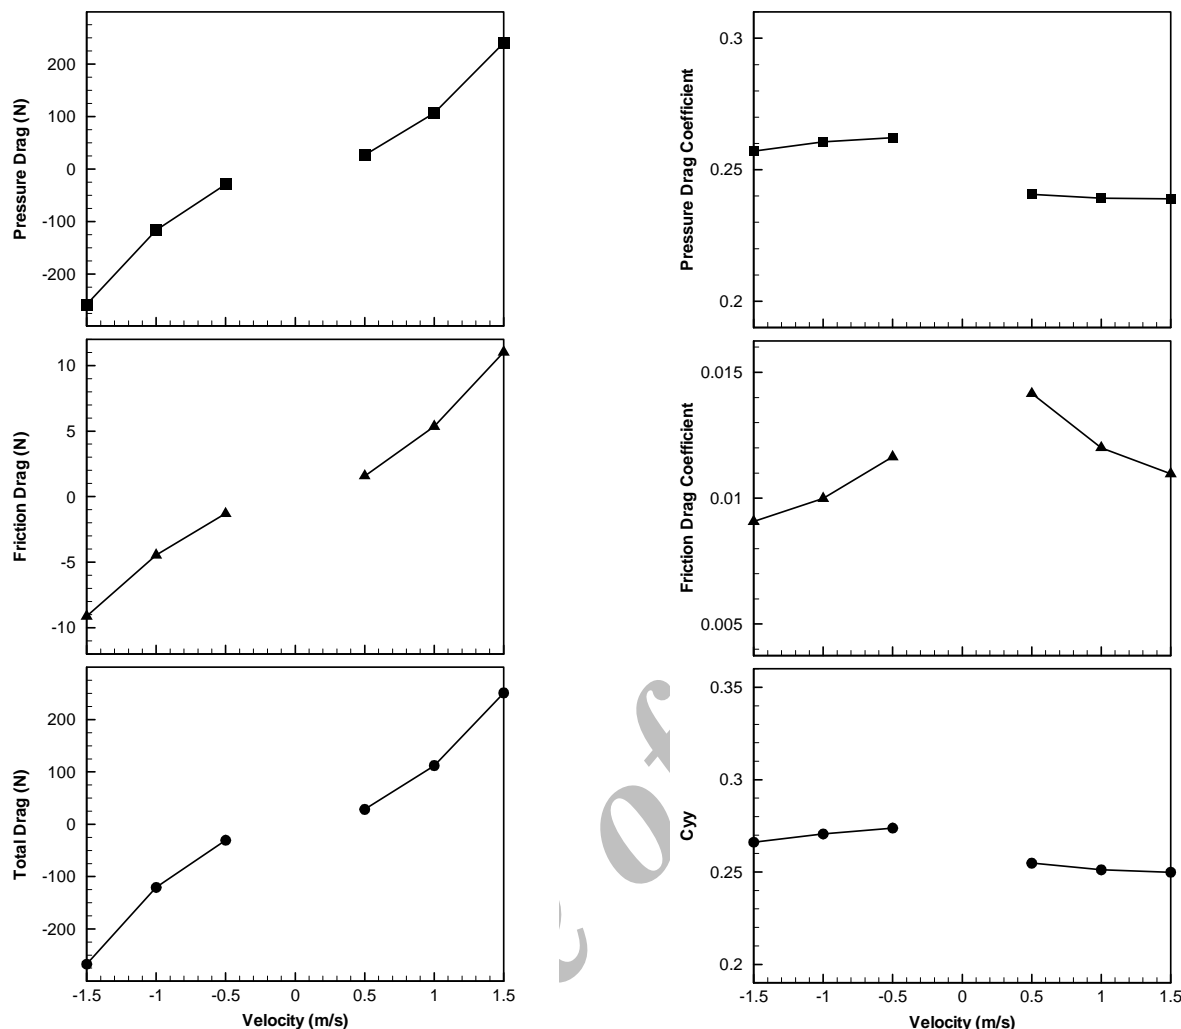 200
100
0
-100
-200
Pressure Drag (N)
0.3
0.25
0.2
Pressure Drag Coefficient
10
5
0
-5
-10
Friction Drag (N)
0.015
0.01
0.005
Friction Drag Coefficient
200
100
0
-100
-200
Total Drag (N)
-1.5 -1 -0.5 0 0.5 1 1.5
Velocity (m/s)
0.35
0.3
0.25
0.2
Cyy
-1.5 -1 -0.5 0 0.5 1 1.5
Velocity (m/s)
of